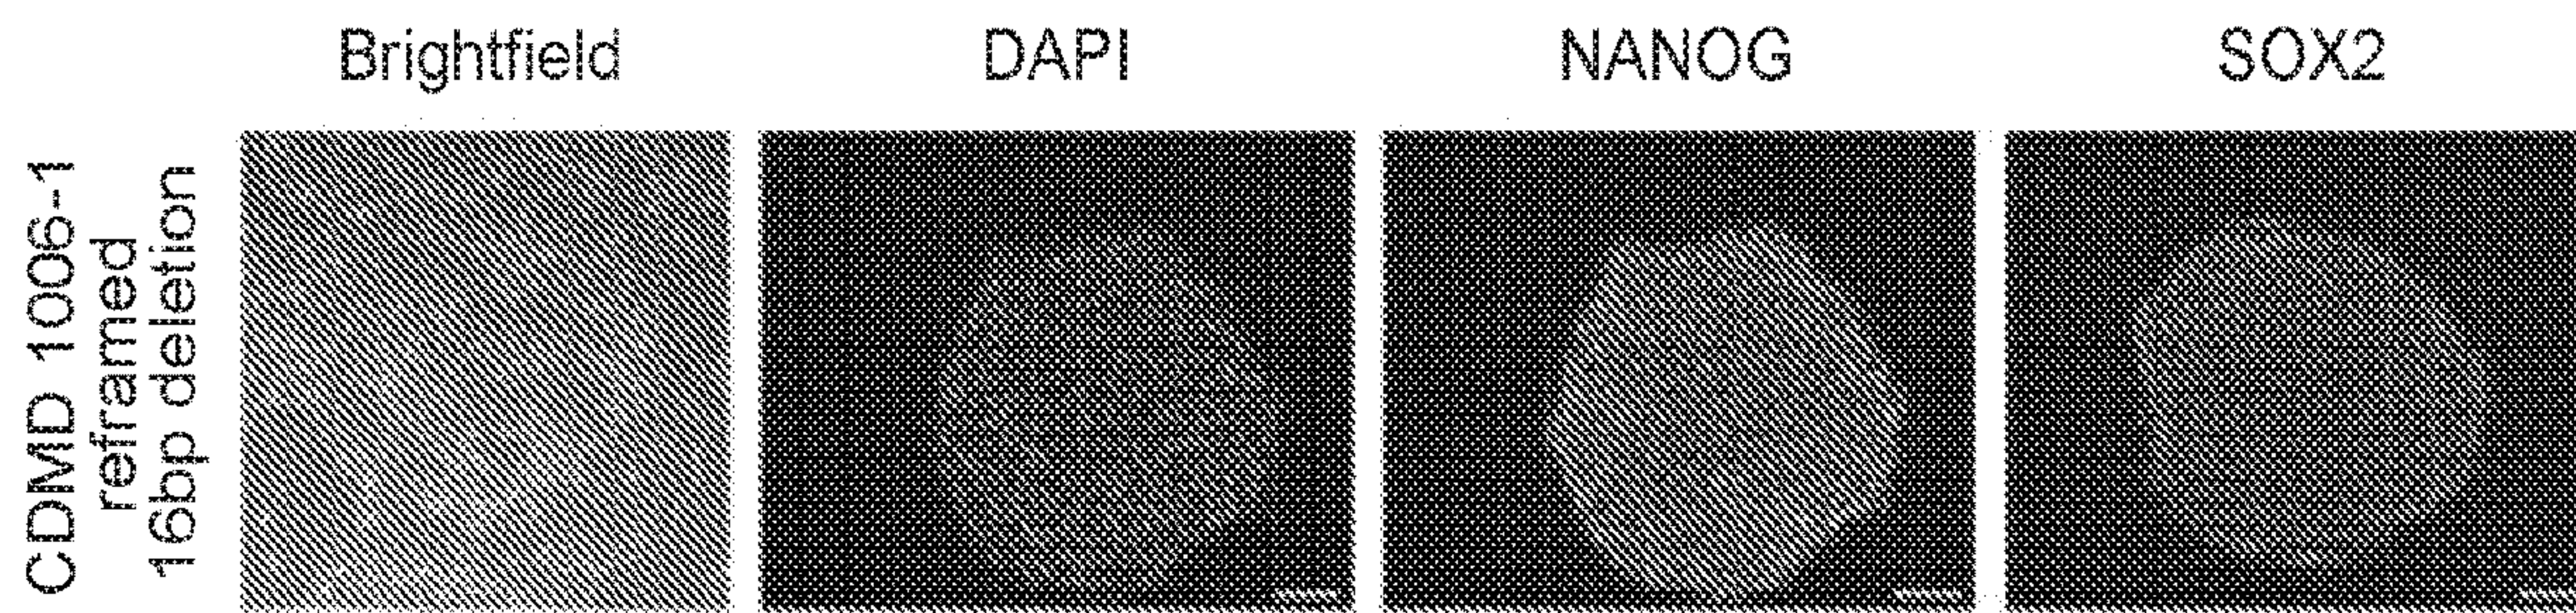 Brightfield DAPI NANOG SOX2
CDMD 1006-1
reframed
16bp deletion